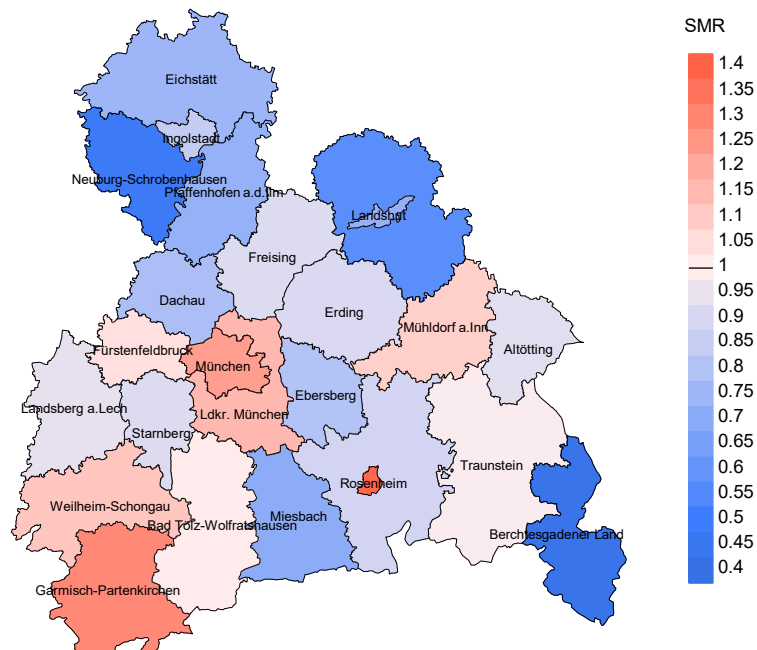 SMR
1.4
1.35
1.3
1.25
1.2
1.15
1.1
1.05
1
0.95
0.9
0.85
0.8
0.75
0.7
0.65
0.6
0.55
0.5
0.45
0.4
Eichstätt
Ingolstadt
Neuburg-Schrobenhausen
Pfaffenhofen a.d.Ilm
Landshut
Freising
Dachau
Erding
Mühldorf a.Inn
Fürstenfeldbruck
Altötting
München
Ebersberg
Landsberg a.Lech
Ldkr. München
Starnberg
Traunstein
Rosenheim
Weilheim-Schongau
Miesbach
Bad Tölz-Wolfratshausen
Berchtesgadener Land
Garmisch-Partenkirchen